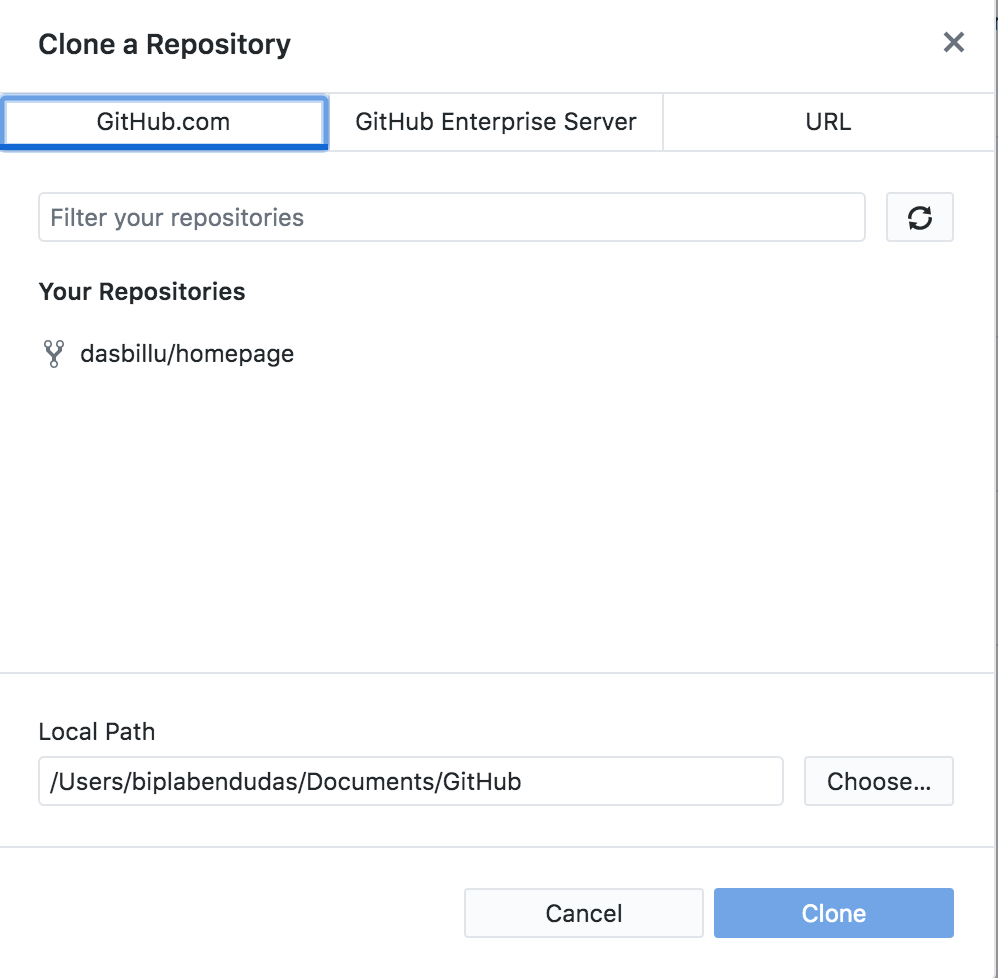 Clone a Repository
GitHub.com
GitHub Enterprise Server
URL
Filter your repositories
Your Repositories
dasbillu/homepage
Local Path
/Users/biplabendudas/Documents/GitHub
Choose...
Cancel
Clone